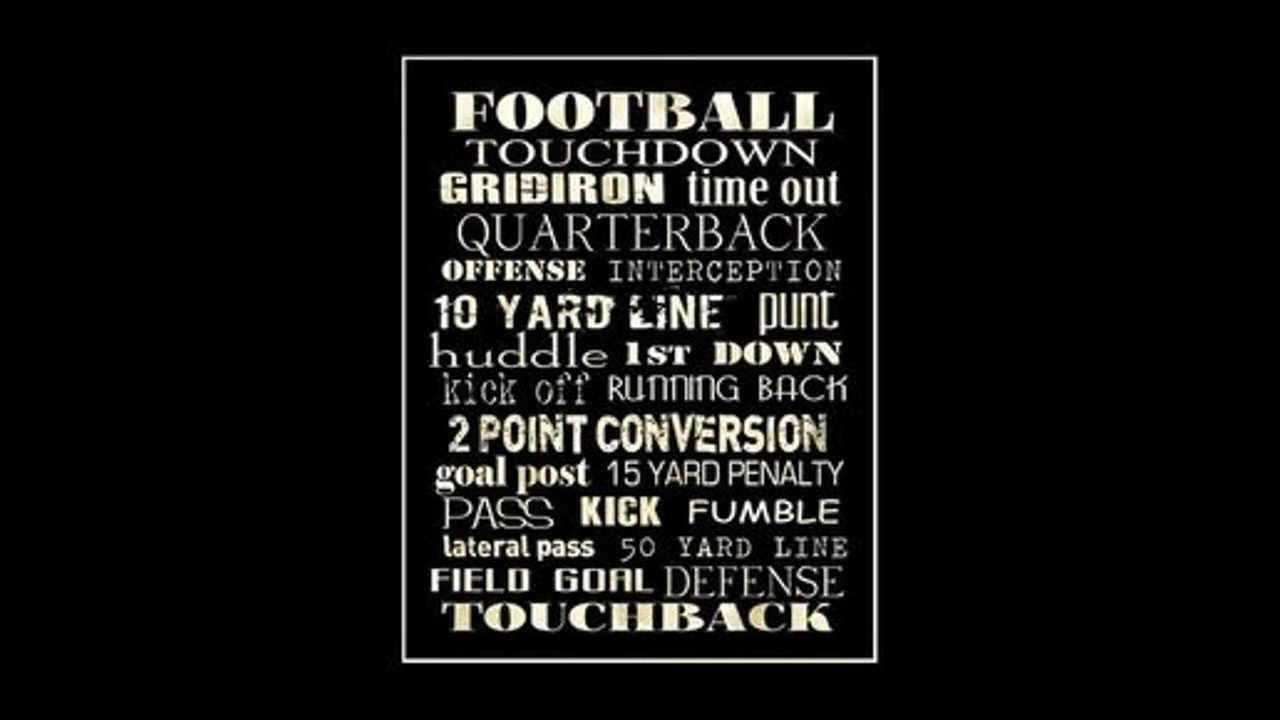 FOOTBALL
TOUCHDOWN
GRIDIRON time out
QUARTERBACK
OFFENSE INTERCEPTION
10 YARD LINE punt
huddle 1ST DOWN
kick off RUNNING BACK
2 POINT CONVERSION
goal post 15 YARD PENALTY
PASS KICK FUMBLE
lateral pass 50 YARD LINE
FIELD GOAL DEFENSE
TOUCHBACK